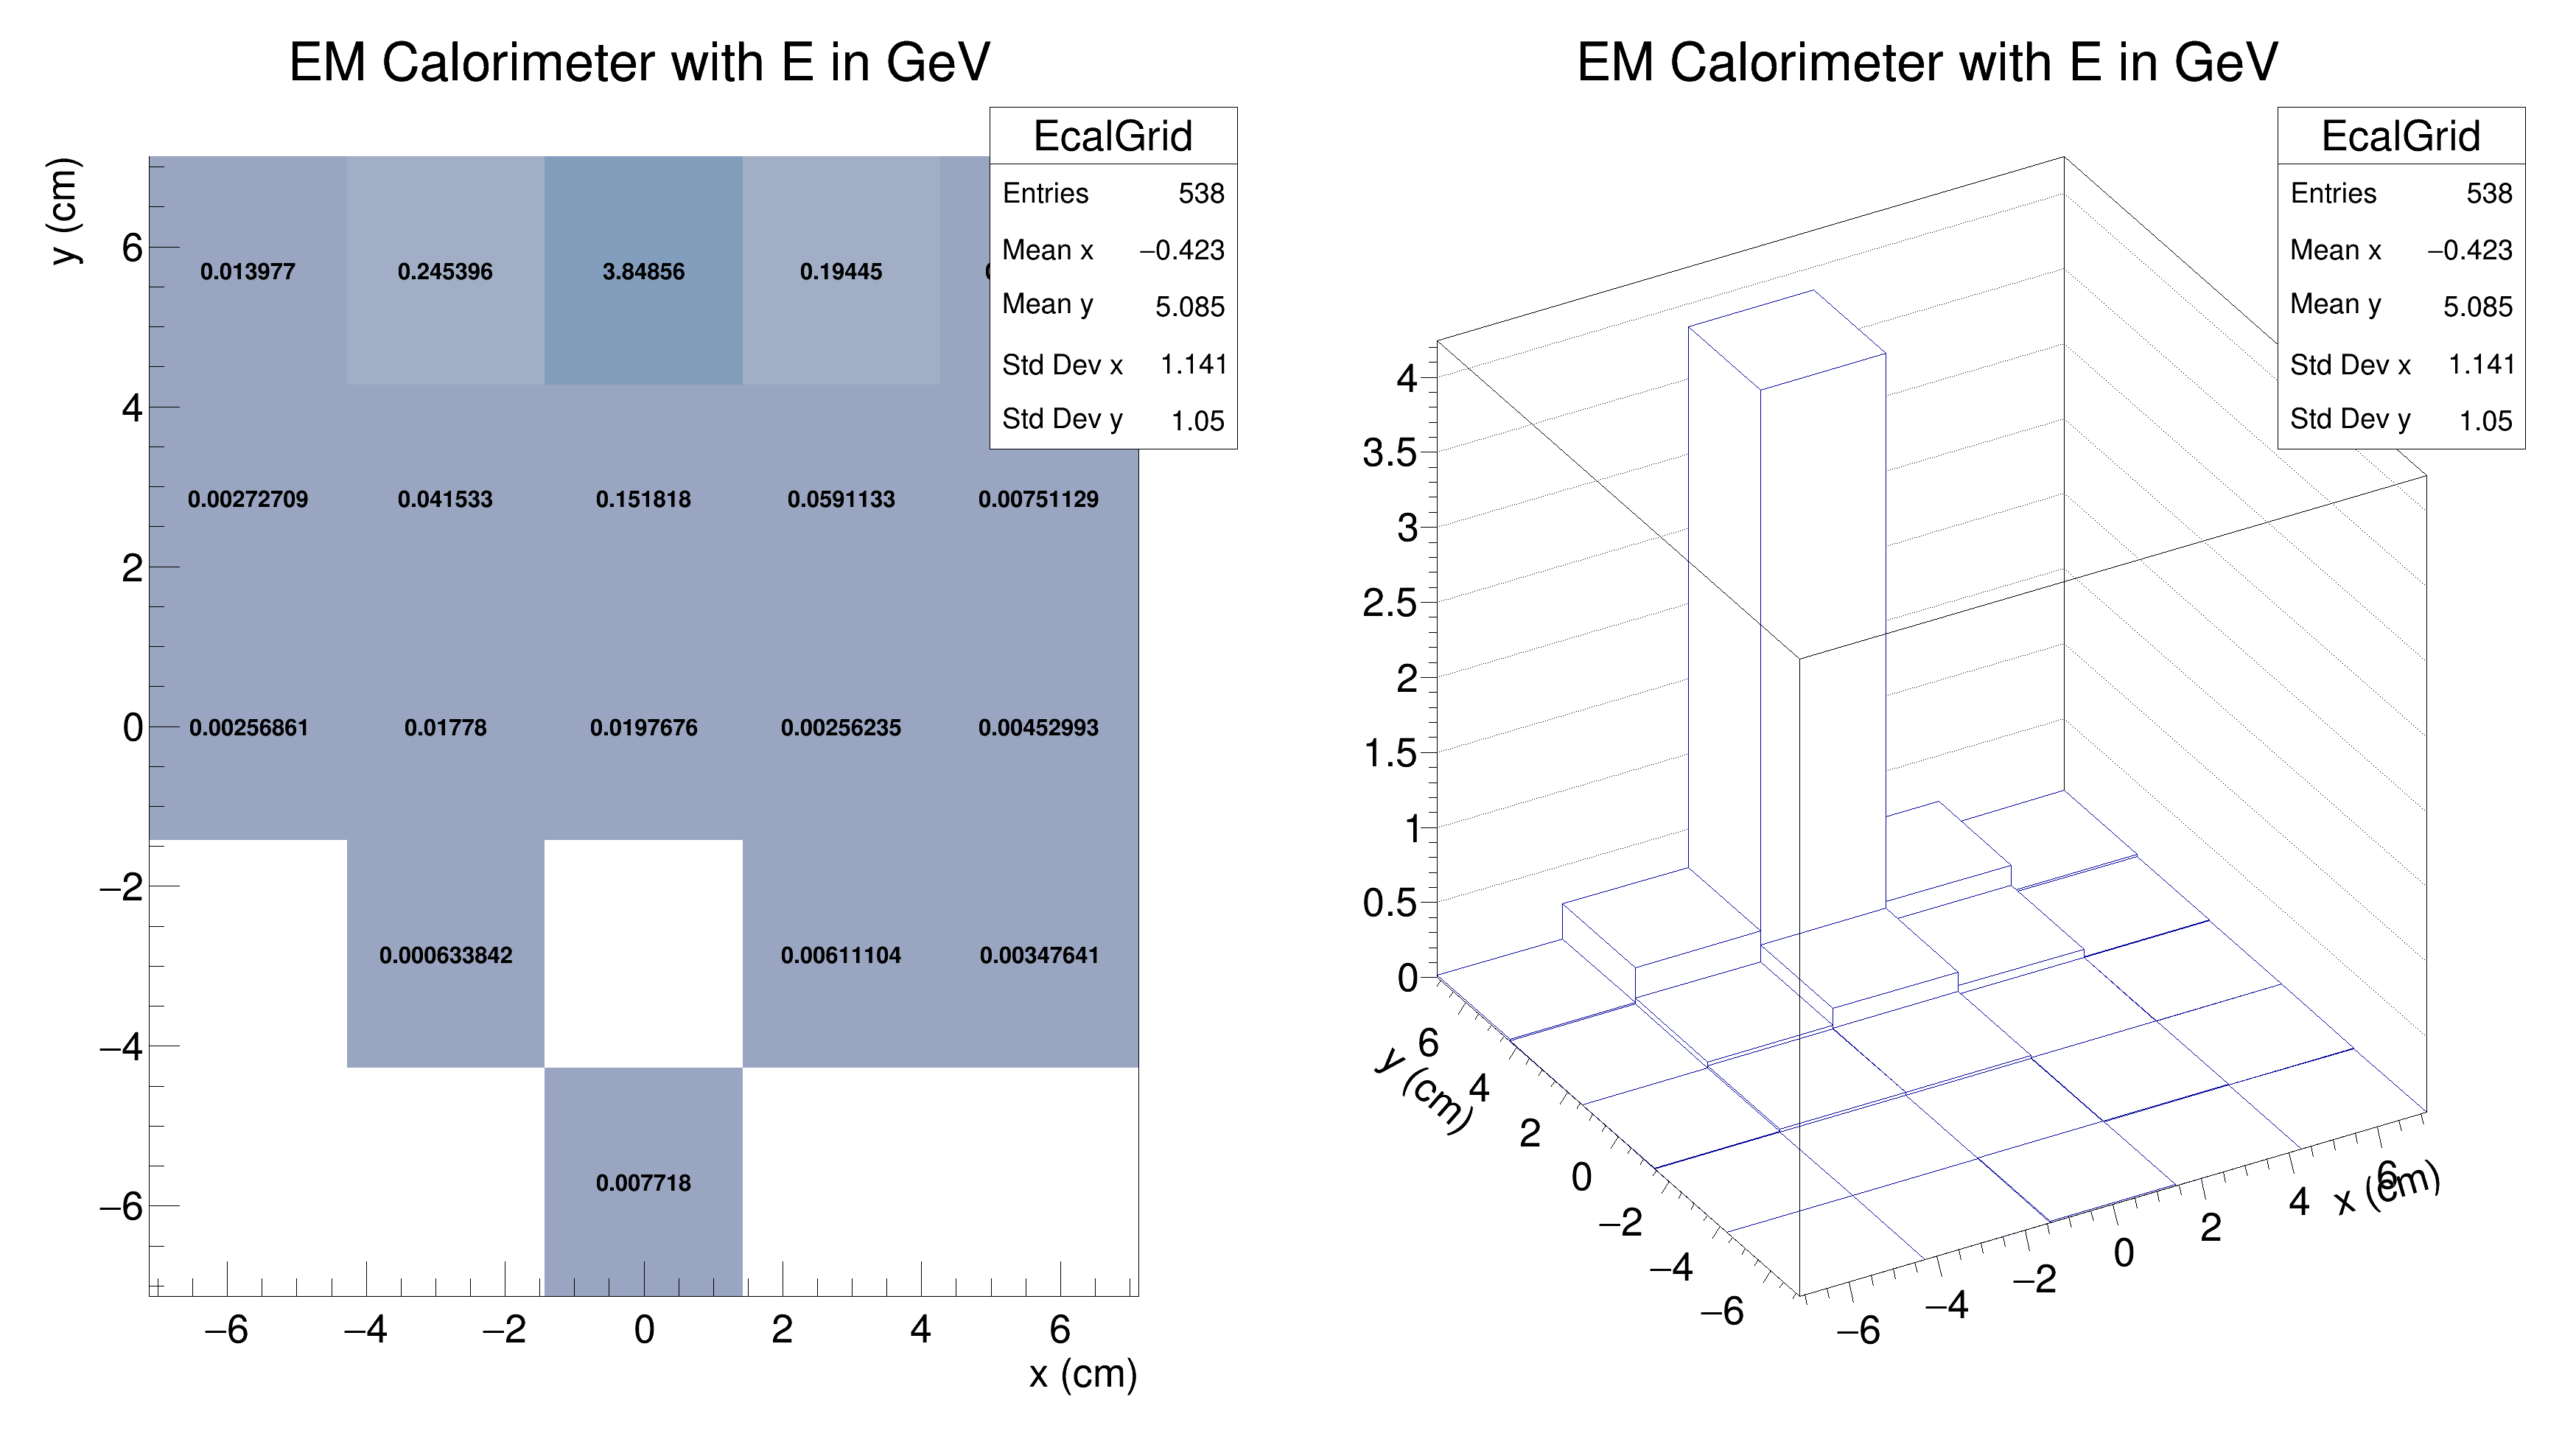 EM Calorimeter with E in GeV
EcalGrid
Entries 538
Mean x −0.423
Mean y 5.085
Std Dev x 1.141
Std Dev y 1.05
y (cm)
6
4
2
0
−2
−4
−6
0.013977 0.245396 3.84856 0.19445
0.00272709 0.041533 0.151818 0.0591133 0.00751129
0.00256861 0.01778 0.0197676 0.00256235 0.00452993
0.000633842 0.00611104 0.00347641
0.007718
−6 −4 −2 0 2 4 6
x (cm)
EM Calorimeter with E in GeV
EcalGrid
Entries 538
Mean x −0.423
Mean y 5.085
Std Dev x 1.141
Std Dev y 1.05
4
3.5
3
2.5
2
1.5
1
0.5
0
6
4
2
0
−2
−4
−6
y (cm)
−6
−4
−2
0
2
4
6
x (cm)